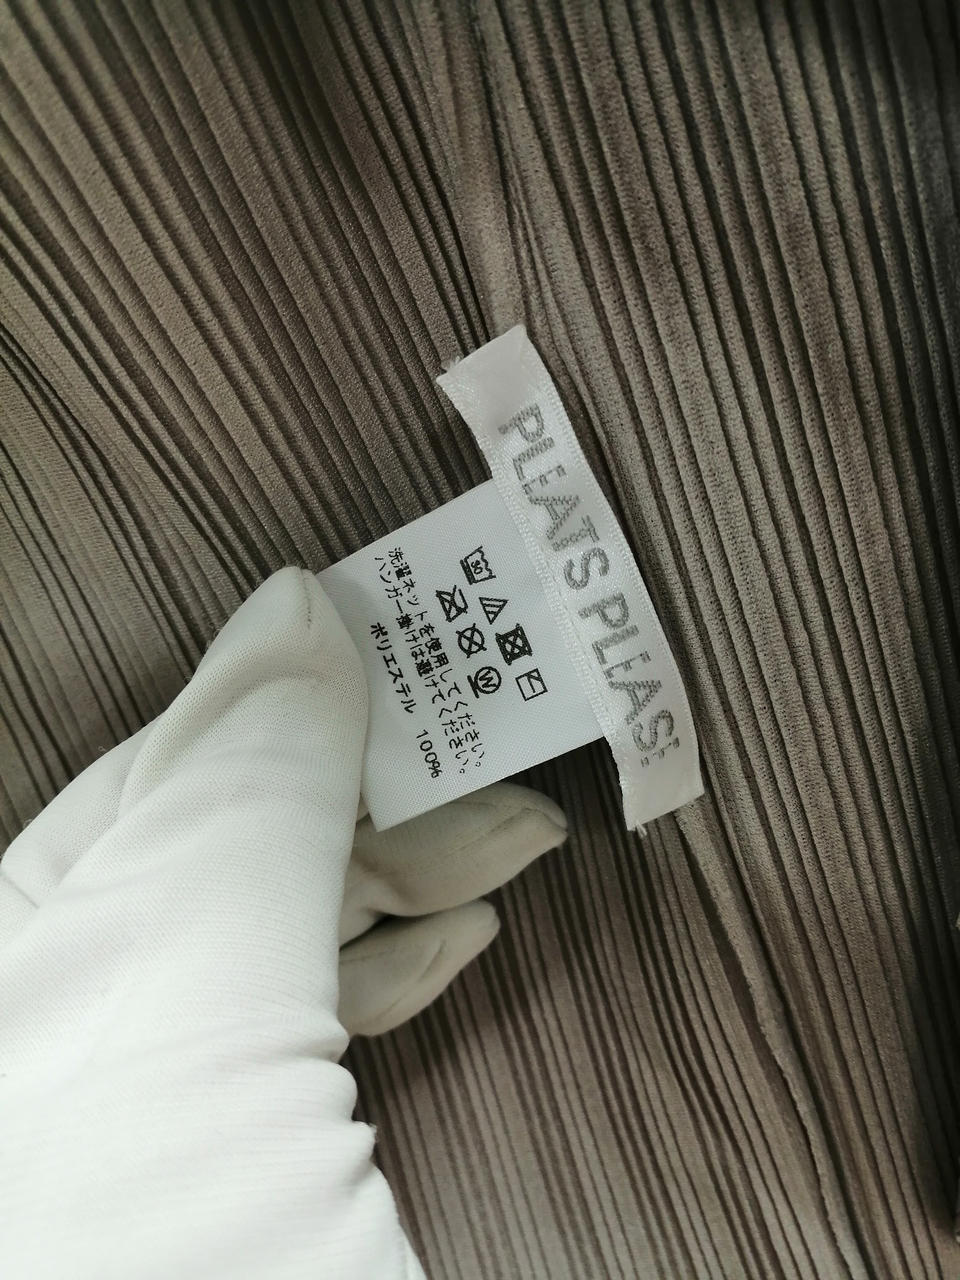 PLEATS PLEASE
30
W
洗濯ネットを使用してください。
ハンガー掛けは避けてください。
ポリエステル 100%